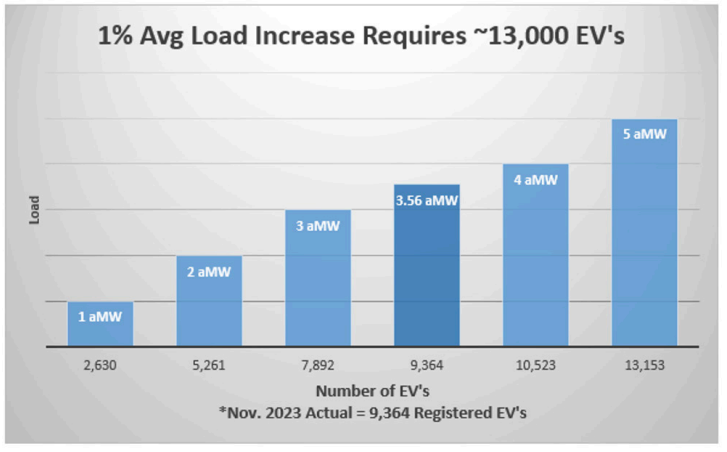 1% Avg Load Increase Requires ~13,000 EV's
5 aMW
4 aMW
3.56 aMW
3 aMW
2 aMW
1 aMW
Load
2,630 5,261 7,892 9,364 10,523 13,153
Number of EV's
*Nov. 2023 Actual = 9,364 Registered EV's